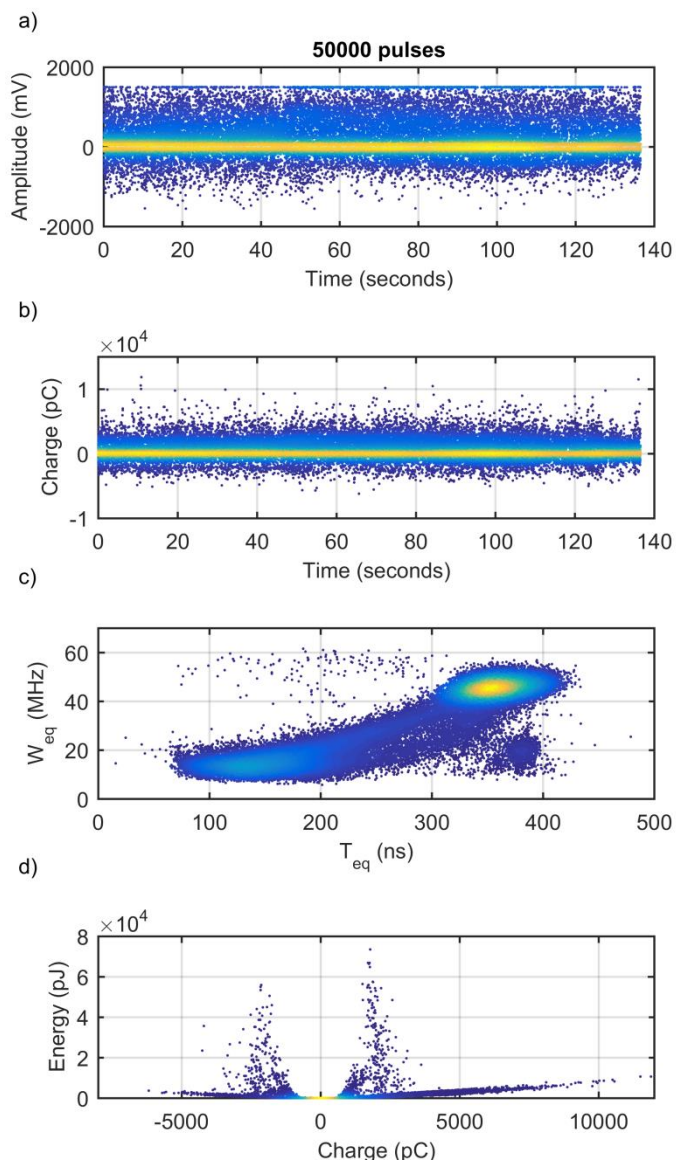 a)
50000 pulses
2000
0
-2000
Amplitude (mV)
0 20 40 60 80 100 120 140
Time (seconds)
b)
×10^4
1
0
-1
Charge (pC)
0 20 40 60 80 100 120 140
Time (seconds)
c)
60
40
20
0
W_eq (MHz)
0 100 200 300 400 500
T_eq (ns)
d)
×10^4
8
6
4
2
0
Energy (pJ)
-5000 0 5000 10000
Charge (pC)